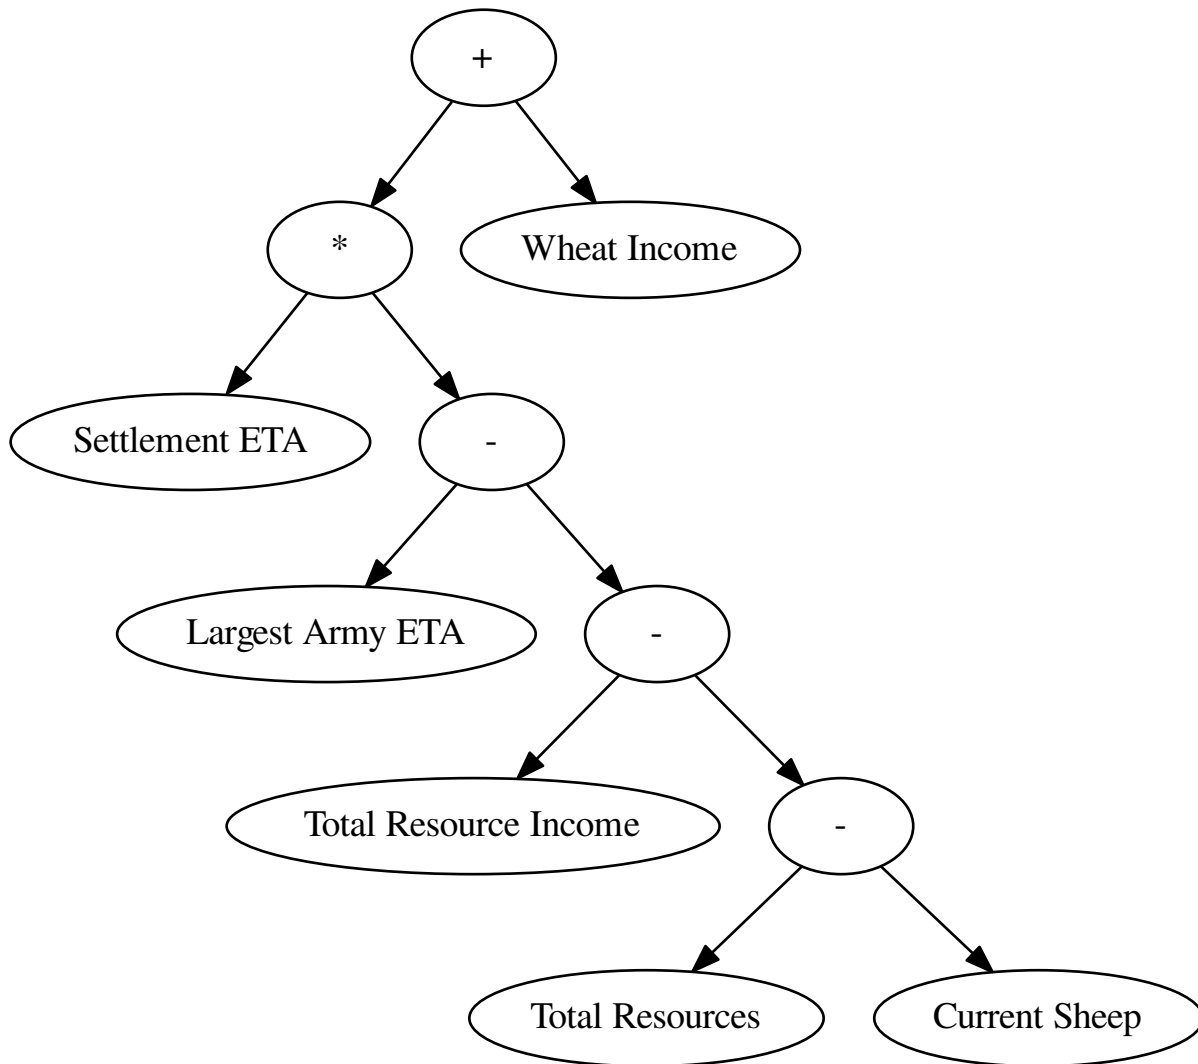 +
*
Wheat Income
Settlement ETA
-
Largest Army ETA
-
Total Resource Income
-
Total Resources
Current Sheep